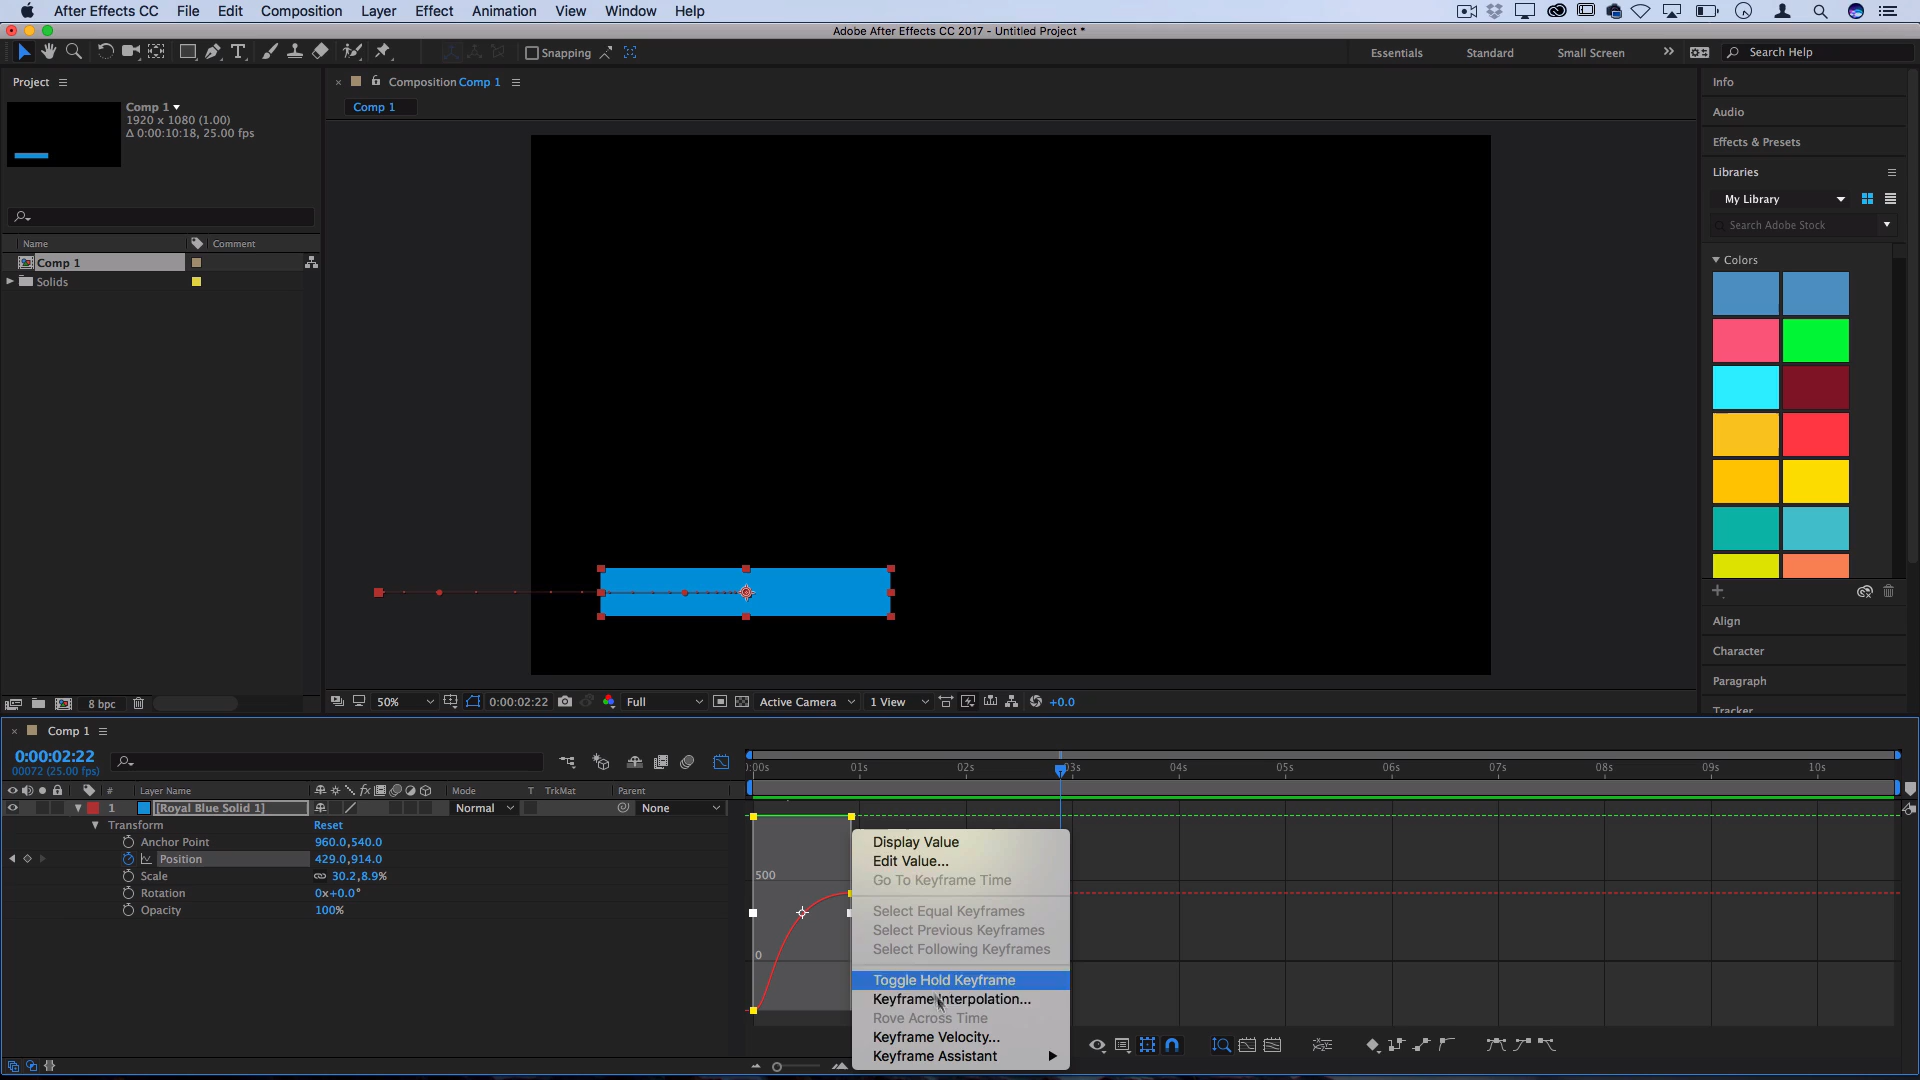 After Effects CC File Edit Composition Layer Effect Animation View Window Help
Adobe After Effects CC 2017 - Untitled Project *
Snapping
Essentials Standard Small Screen » Search Help
Project
Composition Comp 1
Comp 1
Comp 1
1920 x 1080 (1.00)
Δ 0:00:10:18, 25.00 fps
Name Comment
Comp 1
Solids
8 bpc
50% 0:00:02:22 Full Active Camera 1 View +0.0
Info
Audio
Effects & Presets
Libraries
My Library
Search Adobe Stock
Colors
Align
Character
Paragraph
Tracker
Comp 1
0:00:02:22
00072 (25.00 fps)
# Layer Name fx Mode T TrkMat Parent
1 [Royal Blue Solid 1] Normal None
Transform Reset
Anchor Point 960.0,540.0
Position 429.0,914.0
Scale 30.2,8.9%
Rotation 0x+0.0°
Opacity 100%
:00s 01s 02s 03s 04s 05s 06s 07s 08s 09s 10s
500
0
Display Value
Edit Value...
Go To Keyframe Time
Select Equal Keyframes
Select Previous Keyframes
Select Following Keyframes
Toggle Hold Keyframe
Keyframe Interpolation...
Rove Across Time
Keyframe Velocity...
Keyframe Assistant